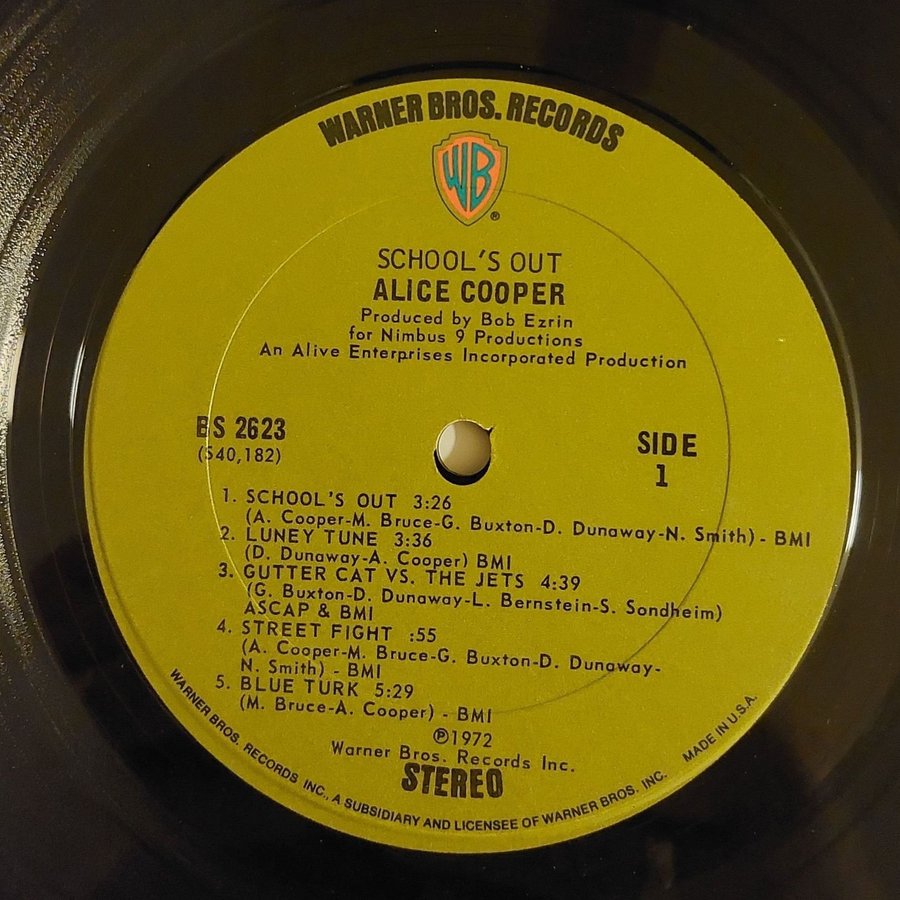 WARNER BROS. RECORDS
WB
®
SCHOOL'S OUT
ALICE COOPER
Produced by Bob Ezrin
for Nimbus 9 Productions
An Alive Enterprises Incorporated Production
BS 2623
(S40,182)
SIDE
1
1. SCHOOL'S OUT 3:26
(A. Cooper-M. Bruce-G. Buxton-D. Dunaway-N. Smith) - BMI
2. LUNEY TUNE 3:36
(D. Dunaway-A. Cooper) BMI
3. GUTTER CAT VS. THE JETS 4:39
(G. Buxton-D. Dunaway-L. Bernstein-S. Sondheim)
ASCAP & BMI
4. STREET FIGHT :55
(A. Cooper-M. Bruce-G. Buxton-D. Dunaway-
N. Smith) - BMI
5. BLUE TURK 5:29
(M. Bruce-A. Cooper) - BMI
℗1972
Warner Bros. Records Inc.
STEREO
WARNER BROS. RECORDS INC., A SUBSIDIARY AND LICENSEE OF WARNER BROS. INC. MADE IN U.S.A.